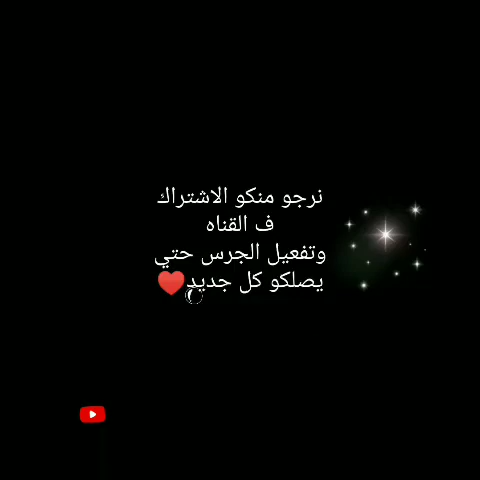 نرجو منكو الاشتراك
ف القناه
وتفعيل الجرس حتي
يصلكو كل جديد♥️